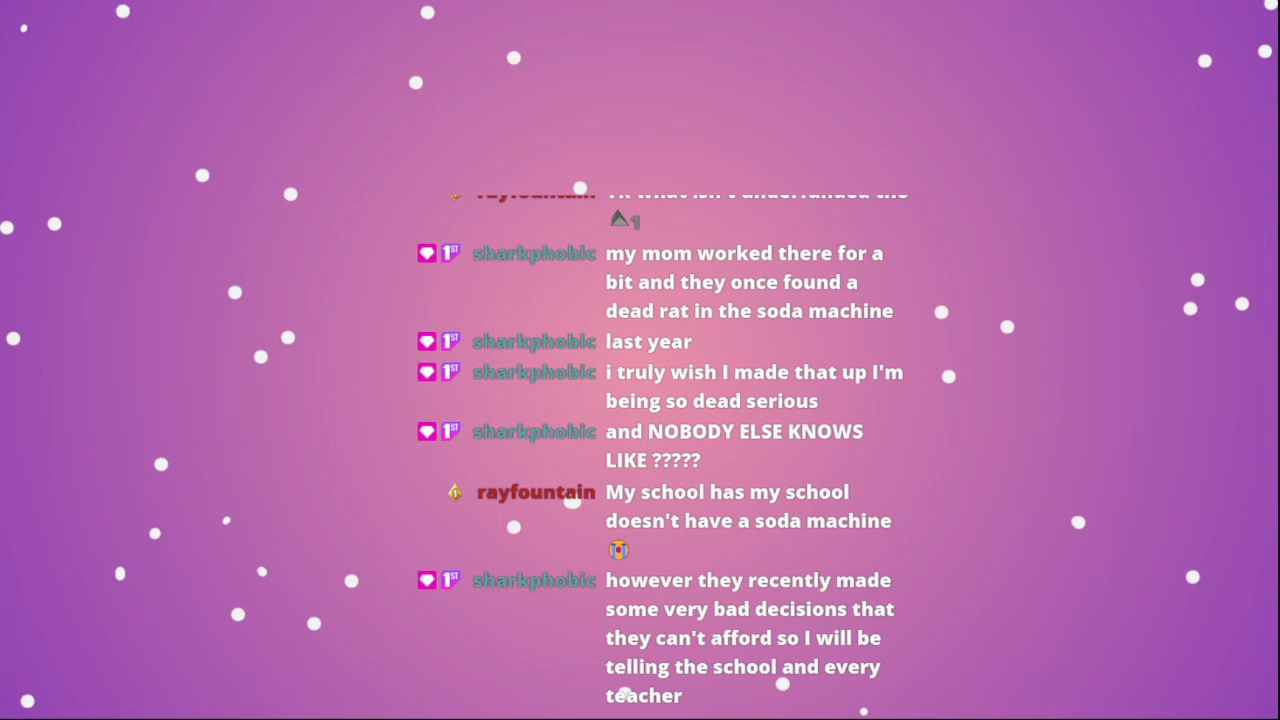 rayfountain
1
sharkphobic my mom worked there for a
bit and they once found a
dead rat in the soda machine
sharkphobic last year
sharkphobic i truly wish I made that up I'm
being so dead serious
sharkphobic and NOBODY ELSE KNOWS
LIKE ?????
rayfountain My school has my school
doesn't have a soda machine
😭
sharkphobic however they recently made
some very bad decisions that
they can't afford so I will be
telling the school and every
teacher